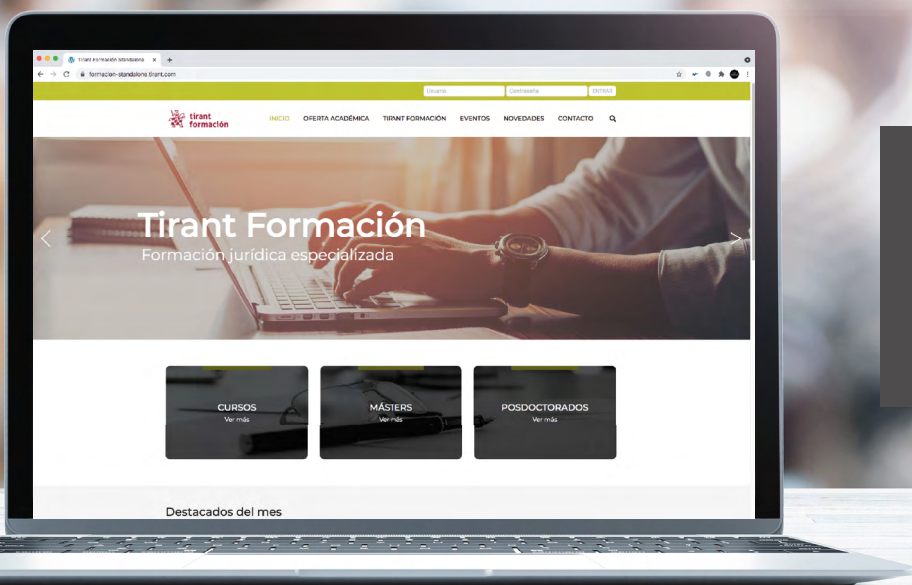 Tirant Formación Standalone
formacion-standalone.tirant.com
Usuario Contraseña ENTRAR
tirant
formación
INICIO OFERTA ACADÉMICA TIRANT FORMACIÓN EVENTOS NOVEDADES CONTACTO
Tirant Formación
Formación jurídica especializada
CURSOS MÁSTERS POSDOCTORADOS
Ver más Ver más Ver más
Destacados del mes